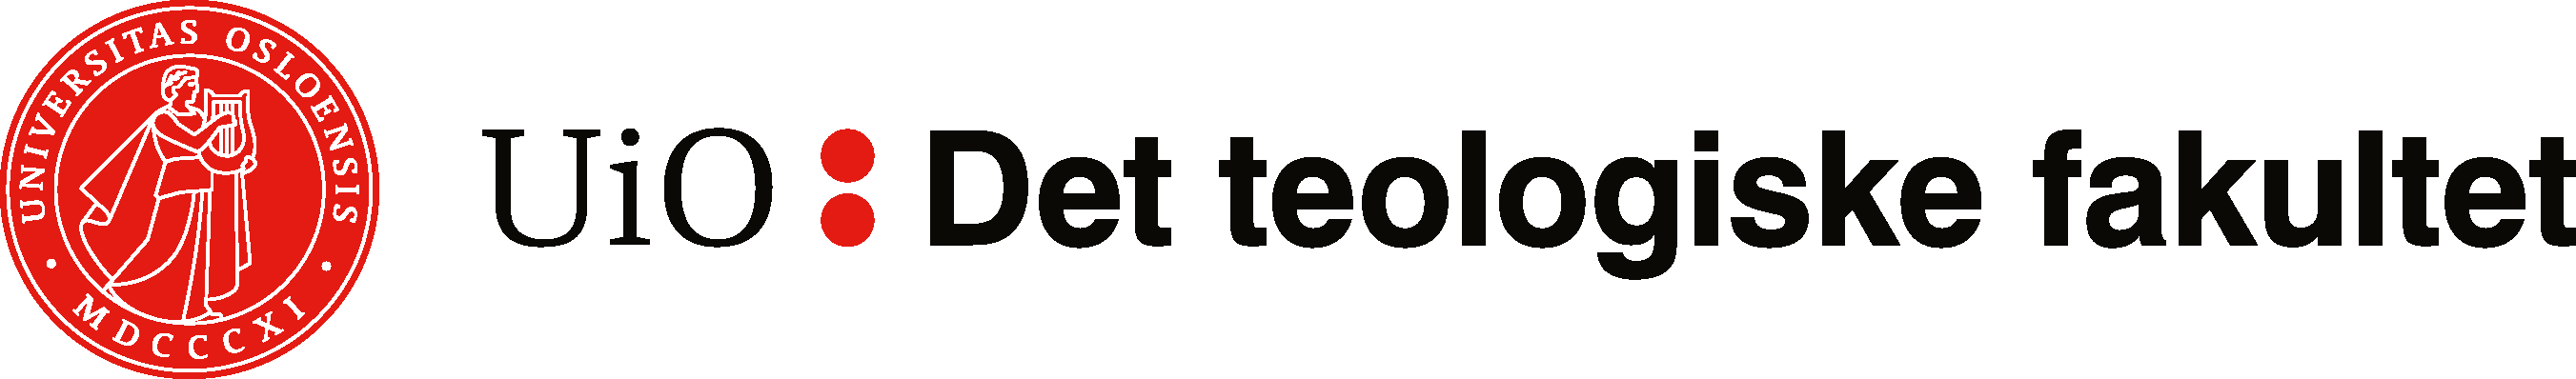 UNIVERSITAS OSLOENSIS
MDCCCXI
UiO : Det teologiske fakultet